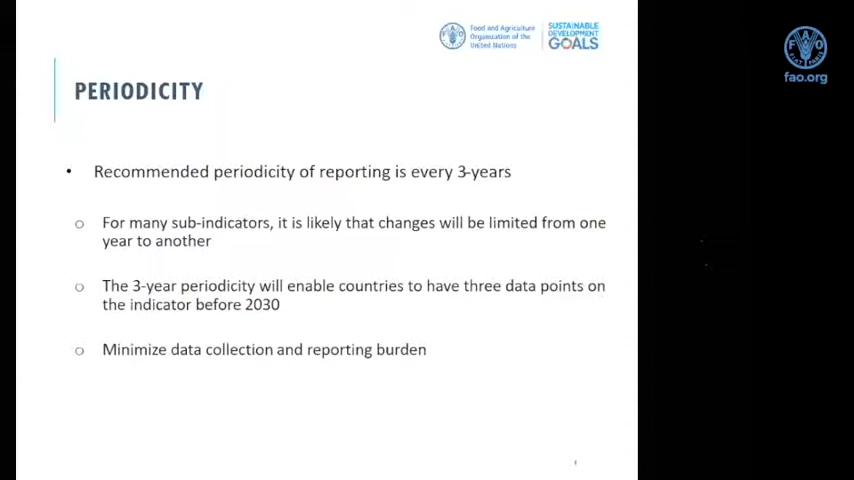 Food and Agriculture
Organization of the
United Nations
SUSTAINABLE
DEVELOPMENT
GOALS
FAO
FIAT PANIS
fao.org
PERIODICITY
• Recommended periodicity of reporting is every 3-years
o For many sub-indicators, it is likely that changes will be limited from one
year to another
o The 3-year periodicity will enable countries to have three data points on
the indicator before 2030
o Minimize data collection and reporting burden